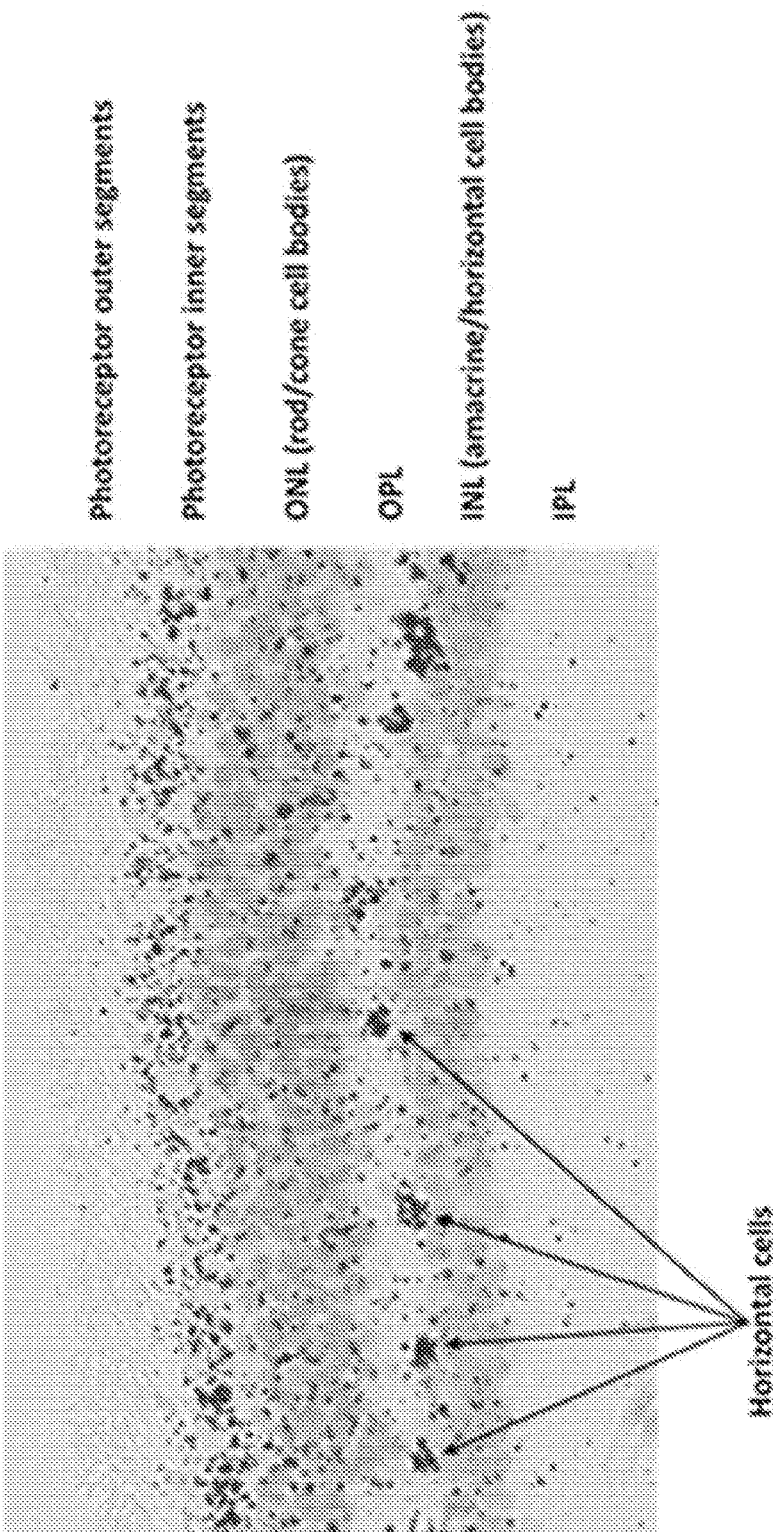 Photoreceptor outer segments
Photoreceptor inner segments
ONL (rod/cone cell bodies)
OPL
INL (amacrine/horizontal cell bodies)
IPL
Horizontal cells